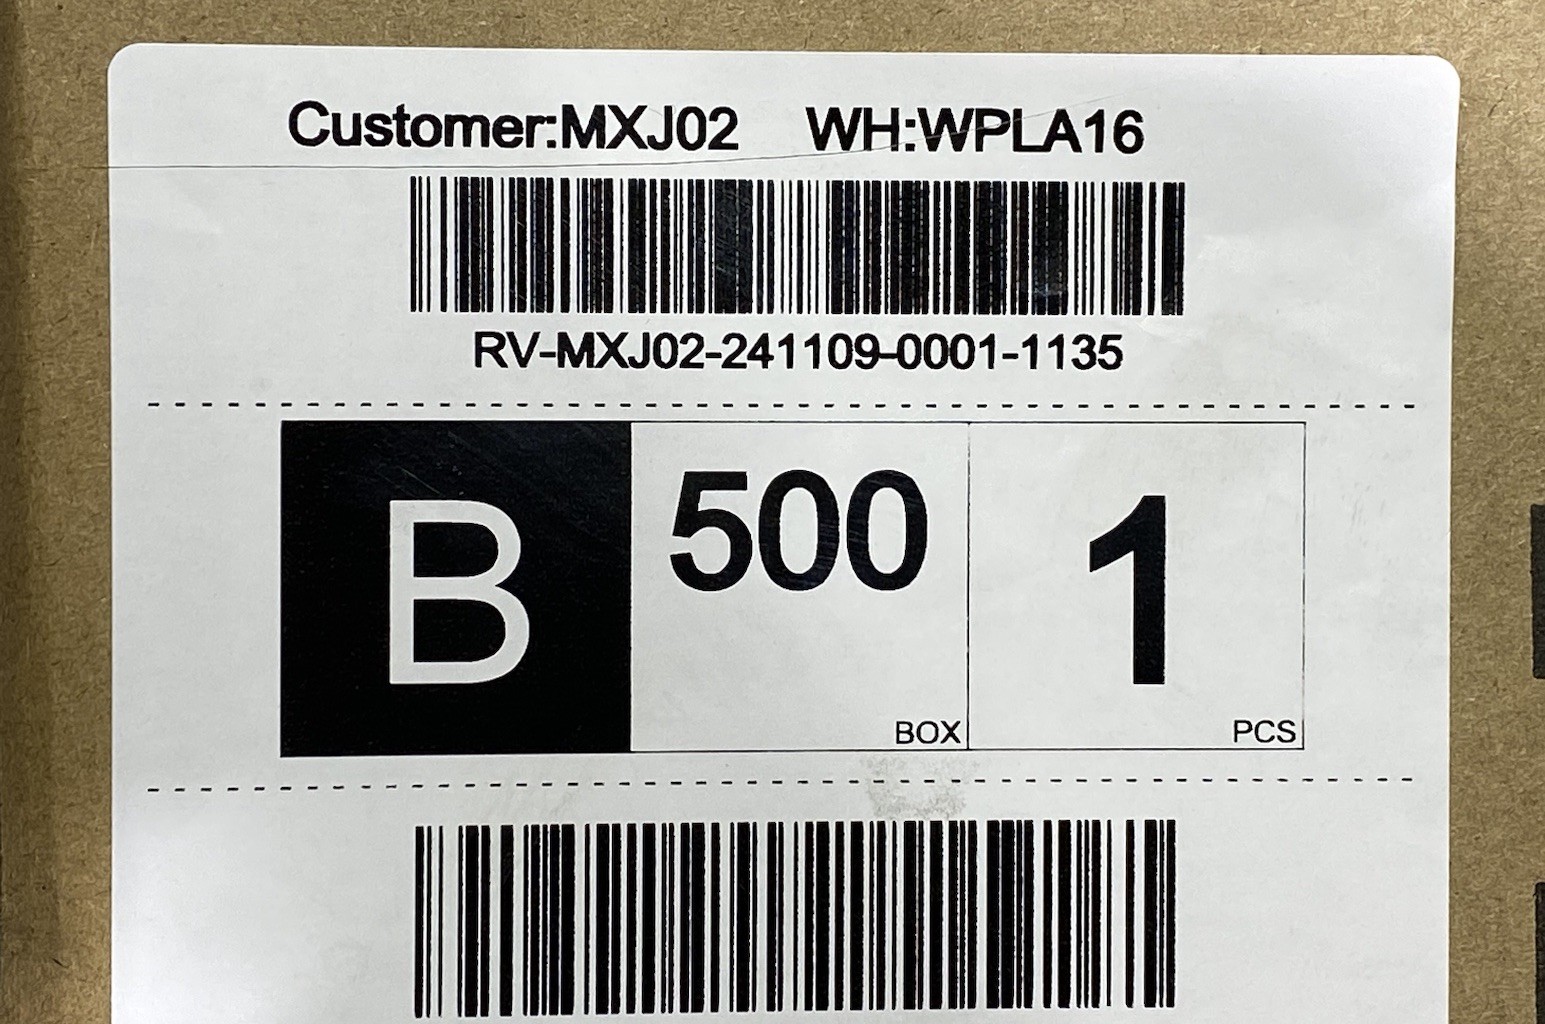 Customer:MXJ02 WH:WPLA16
RV-MXJ02-241109-0001-1135
B
500
BOX
1
PCS